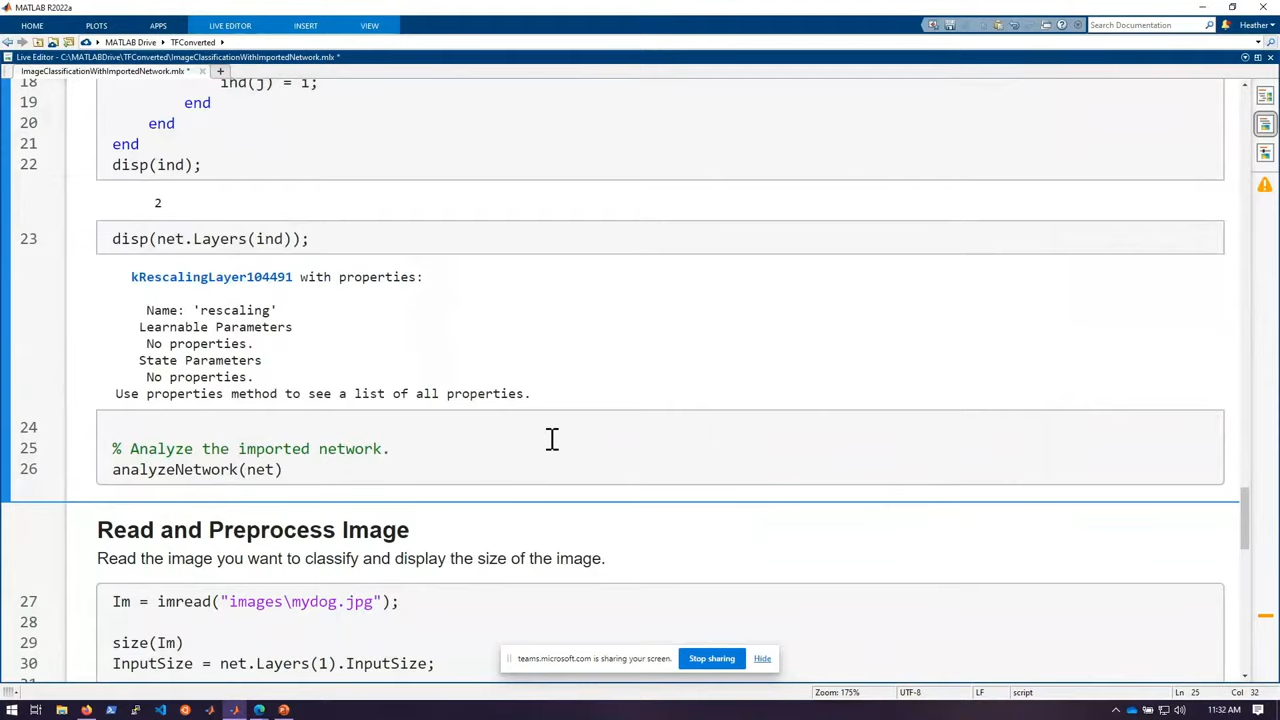 MATLAB R2022a
HOME PLOTS APPS LIVE EDITOR INSERT VIEW Search Documentation Heather
MATLAB Drive TFConverted
Live Editor - C:\MATLABDrive\TFConverted\ImageClassificationWithImportedNetwork.mlx *
ImageClassificationWithImportedNetwork.mlx * +
18 ind(j) = i;
19 end
20 end
21 end
22 disp(ind);
2
23 disp(net.Layers(ind));
kRescalingLayer104491 with properties:
Name: 'rescaling'
Learnable Parameters
No properties.
State Parameters
No properties.
Use properties method to see a list of all properties.
24
25 % Analyze the imported network.
26 analyzeNetwork(net)
Read and Preprocess Image
Read the image you want to classify and display the size of the image.
27 Im = imread("images\mydog.jpg");
28
29 size(Im)
30 InputSize = net.Layers(1).InputSize;
teams.microsoft.com is sharing your screen. Stop sharing Hide
Zoom: 175% UTF-8 LF script Ln 25 Col 32
11:32 AM